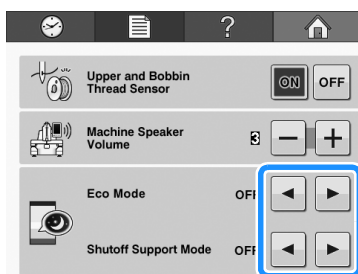 ?
Upper and Bobbin
Thread Sensor
ON OFF
Machine Speaker
Volume
3 − +
Eco Mode OFF
Shutoff Support Mode OFF